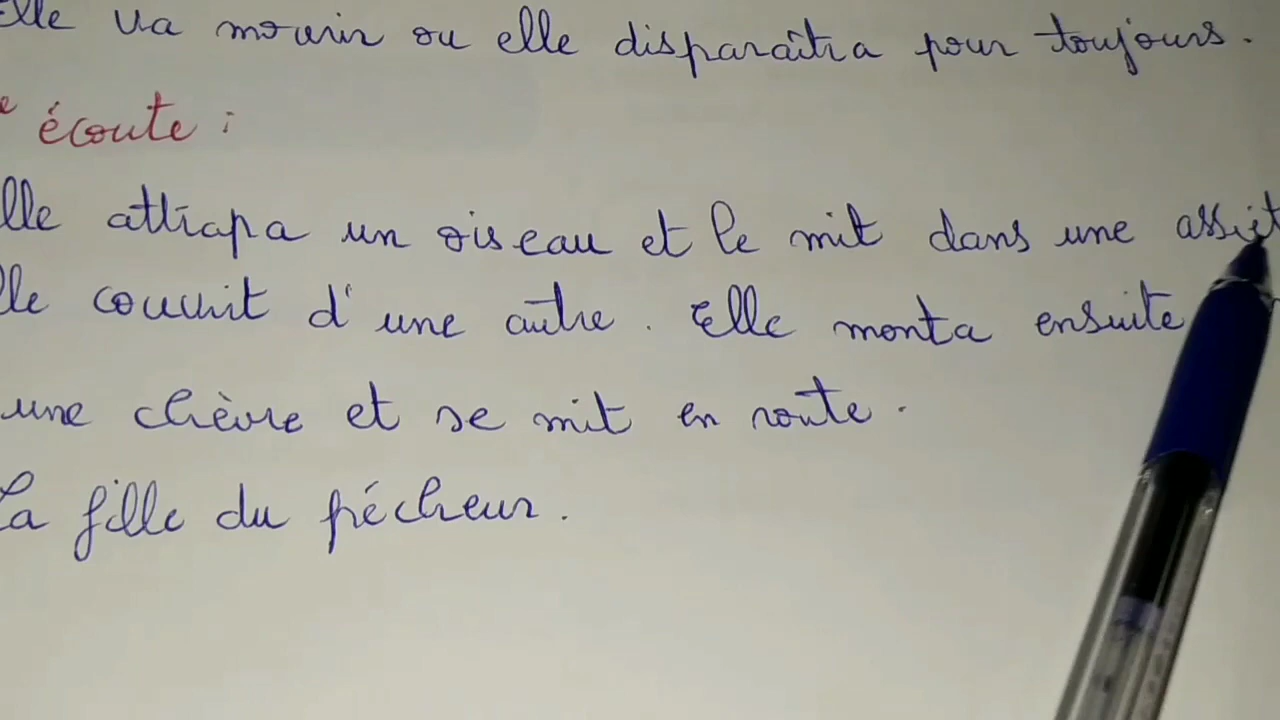 Elle va mourir ou elle disparaîtra pour toujours.
e écoute :
lle attrapa un oiseau et le mit dans une assiet
lle couvrit d'une autre. Elle monta ensuite
une chèvre et se mit en route.
La fille du pécheur.